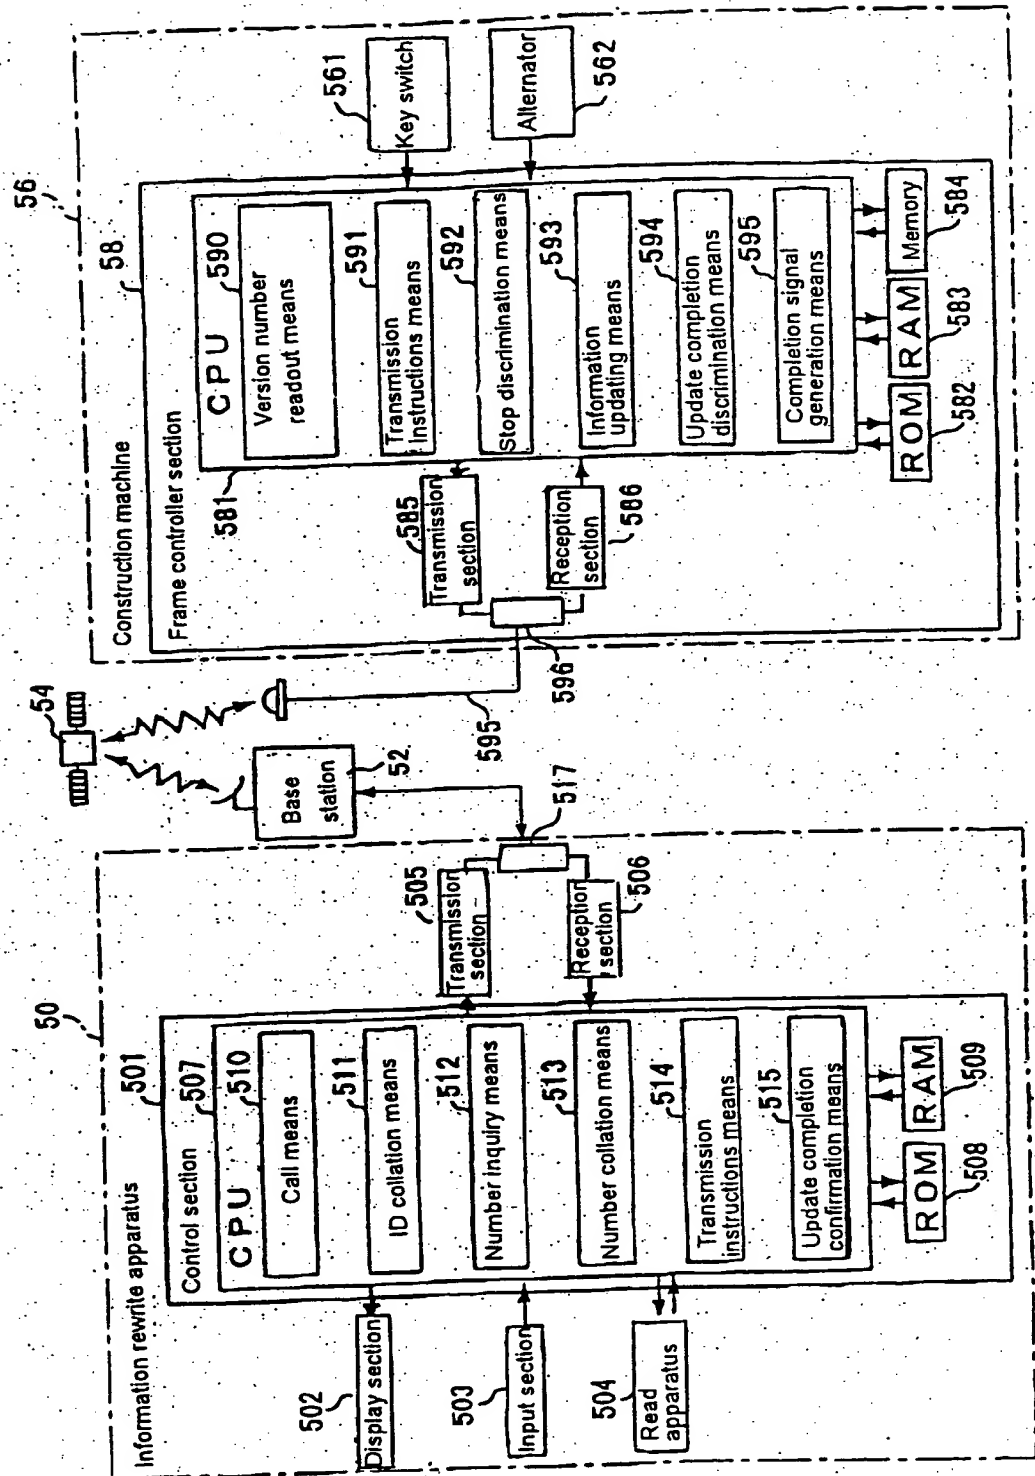 Information rewrite apparatus
50
Control section
501
507
CPU
510
Call means
511
ID collation means
512
Number inquiry means
513
Number collation means
514
Transmission
instructions means
515
Update completion
confirmation means
ROM
508
RAM
509
502
Display section
503
Input section
504
Read
apparatus
505
Transmission
section
Reception
section
506
517
Base
station
52
54
595
596
Construction machine
56
Frame controller section
58
581
CPU
590
Version number
readout means
591
Transmission
Instructions means
592
Stop discrimination means
593
Information
updating means
594
Update completion
discrimination means
595
Completion signal
generation means
585
Transmission
section
Reception
section
586
561
Key switch
Alternator
562
ROM
582
RAM
583
Memory
584